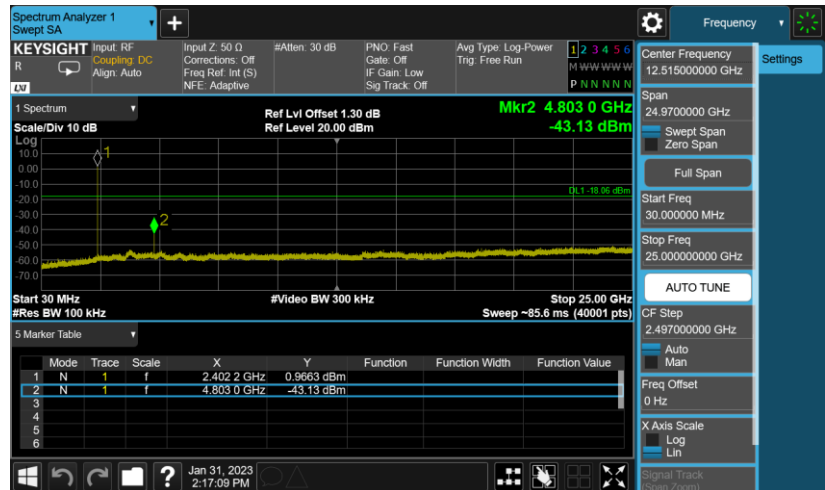 Spectrum Analyzer 1
Swept SA
Frequency
KEYSIGHT
R
LXI
Input: RF
Coupling: DC
Align: Auto
Input Z: 50 Ω
Corrections: Off
Freq Ref: Int (S)
NFE: Adaptive
#Atten: 30 dB
PNO: Fast
Gate: Off
IF Gain: Low
Sig Track: Off
Avg Type: Log-Power
Trig: Free Run
1 2 3 4 5 6
M W W W W W
P N N N N N
1 Spectrum
Scale/Div 10 dB
Ref Lvl Offset 1.30 dB
Ref Level 20.00 dBm
Mkr2 4.803 0 GHz
-43.13 dBm
Log
10.0
0.00
-10.0
-20.0
-30.0
-40.0
-50.0
-60.0
-70.0
1
2
DL1 -18.06 dBm
Start 30 MHz
#Res BW 100 kHz
#Video BW 300 kHz
Stop 25.00 GHz
Sweep ~85.6 ms (40001 pts)
5 Marker Table
Mode Trace Scale X Y Function Function Width Function Value
1 N 1 f 2.402 2 GHz 0.9663 dBm
2 N 1 f 4.803 0 GHz -43.13 dBm
3
4
5
6
?
Jan 31, 2023
2:17:09 PM
Center Frequency
12.515000000 GHz
Span
24.9700000 GHz
Swept Span
Zero Span
Full Span
Start Freq
30.000000 MHz
Stop Freq
25.000000000 GHz
AUTO TUNE
CF Step
2.497000000 GHz
Auto
Man
Freq Offset
0 Hz
X Axis Scale
Log
Lin
Signal Track
(Span Zoom)
Settings